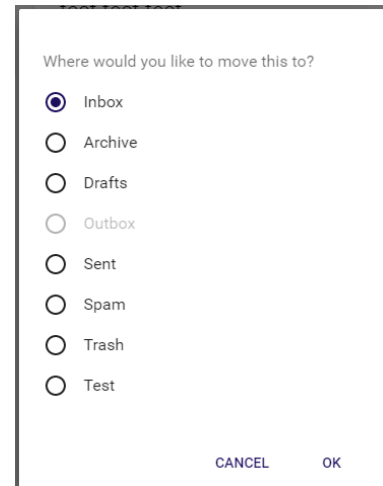 Where would you like to move this to?
Inbox
Archive
Drafts
Outbox
Sent
Spam
Trash
Test
CANCEL OK